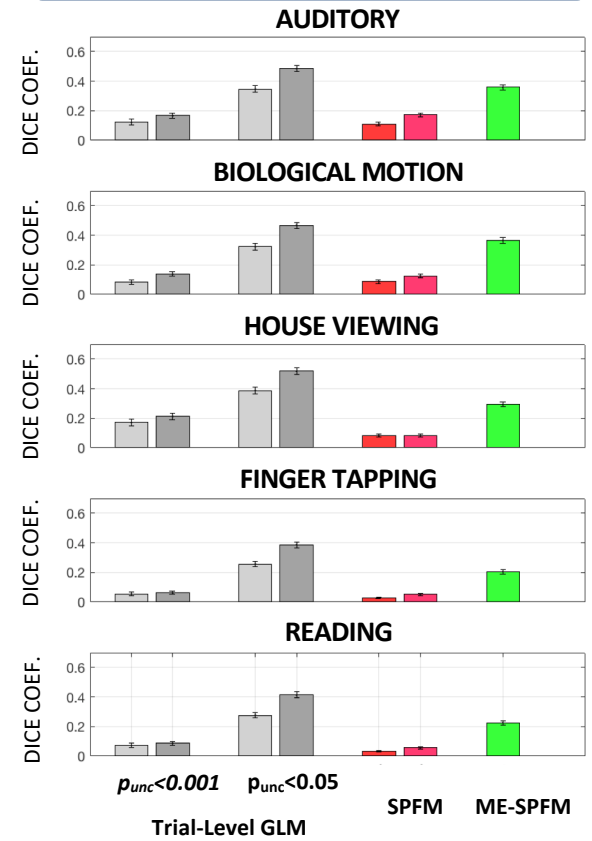 AUDITORY
DICE COEF.
0.6
0.4
0.2
0
BIOLOGICAL MOTION
DICE COEF.
0.6
0.4
0.2
0
HOUSE VIEWING
DICE COEF.
0.6
0.4
0.2
0
FINGER TAPPING
DICE COEF.
0.6
0.4
0.2
0
READING
DICE COEF.
0.6
0.4
0.2
0
punc<0.001 punc<0.05
SPFM ME-SPFM
Trial-Level GLM